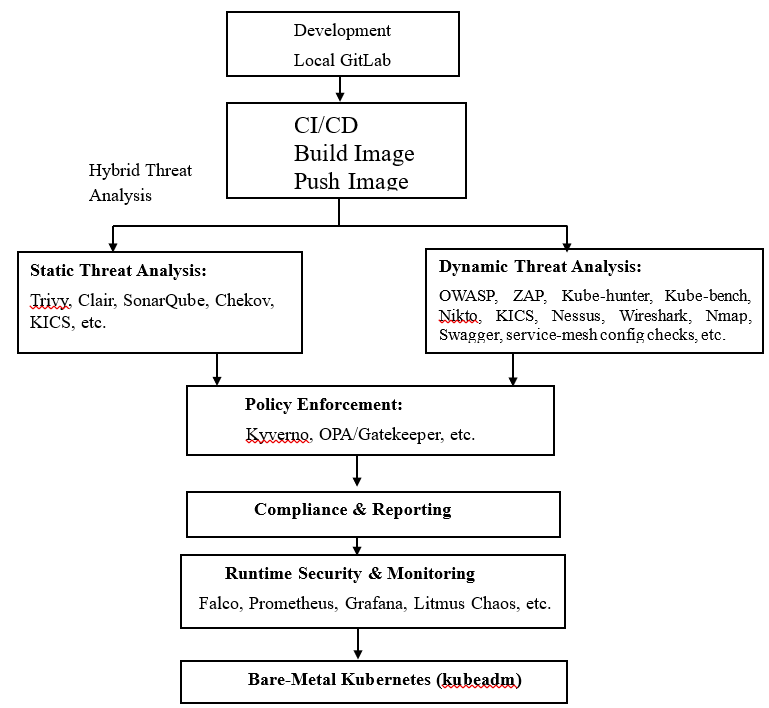 Development
Local GitLab
CI/CD
Build Image
Push Image
Hybrid Threat
Analysis
Static Threat Analysis:
Trivy, Clair, SonarQube, Chekov,
KICS, etc.
Dynamic Threat Analysis:
OWASP, ZAP, Kube-hunter, Kube-bench,
Nikto, KICS, Nessus, Wireshark, Nmap,
Swagger, service-mesh config checks, etc.
Policy Enforcement:
Kyverno, OPA/Gatekeeper, etc.
Compliance & Reporting
Runtime Security & Monitoring
Falco, Prometheus, Grafana, Litmus Chaos, etc.
Bare-Metal Kubernetes (kubeadm)